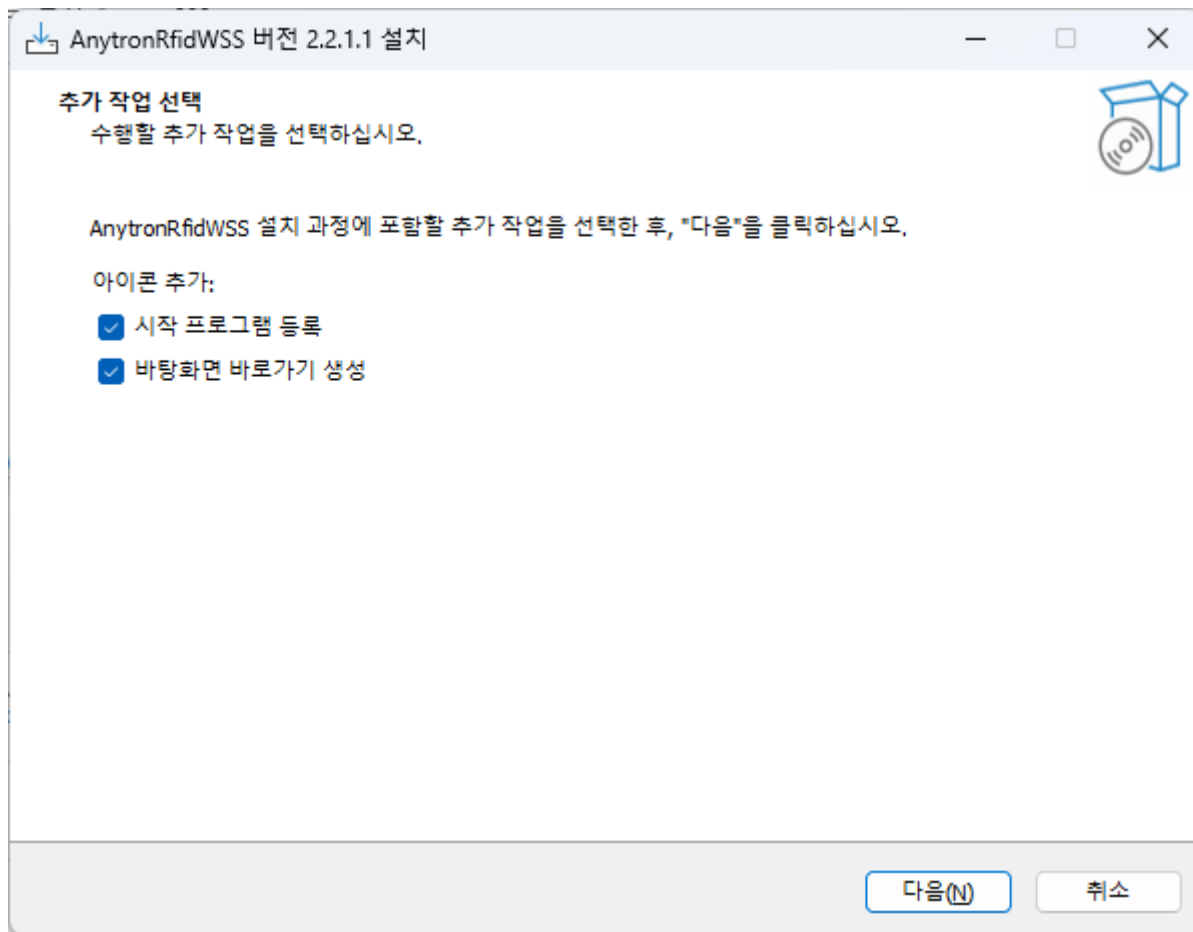 AnytronRfidWSS 버전 2.2.1.1 설치
추가 작업 선택
수행할 추가 작업을 선택하십시오.
AnytronRfidWSS 설치 과정에 포함할 추가 작업을 선택한 후, "다음"을 클릭하십시오.
아이콘 추가:
시작 프로그램 등록
바탕화면 바로가기 생성
다음(N)
취소